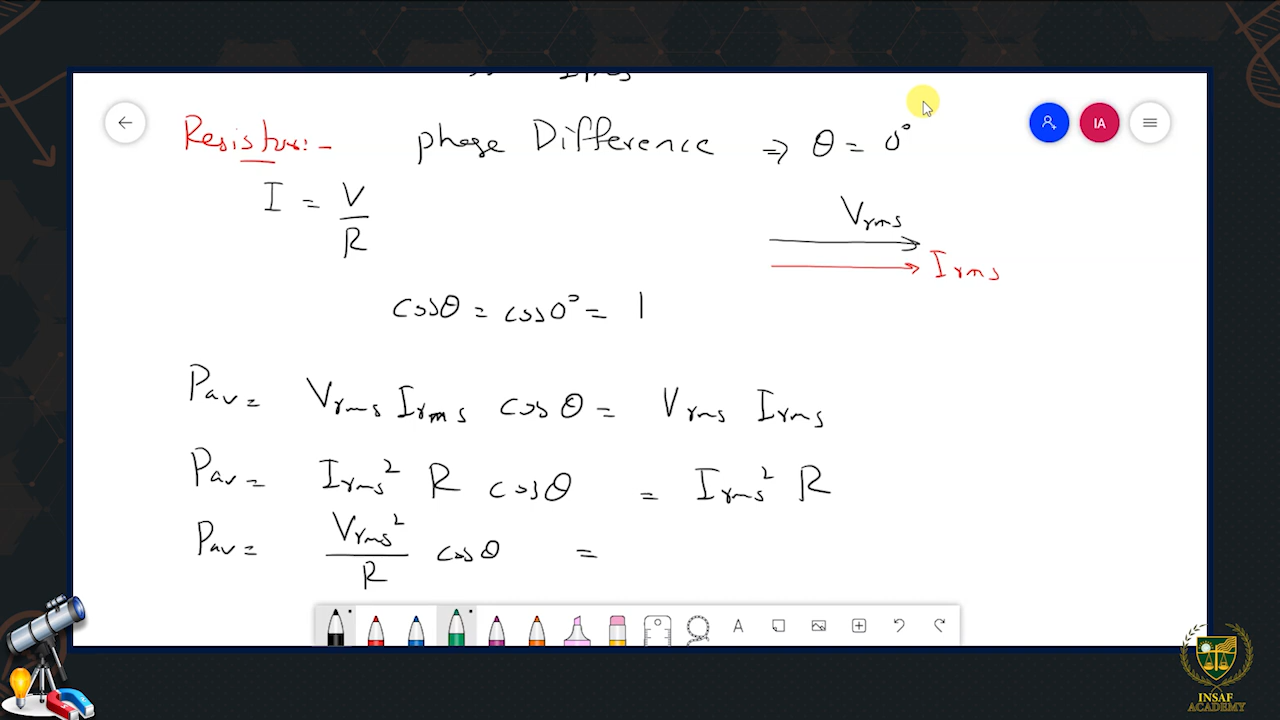 Irms
Resistor:- phase Difference ⇒ θ = 0°
I = V/R
Vrms
Irms
cosθ = cos0° = 1
Pav = Vrms Irms cosθ = Vrms Irms
Pav = Irms² R cosθ = Irms² R
Pav = Vrms²/R cosθ =
IA
A
INSAF
ACADEMY